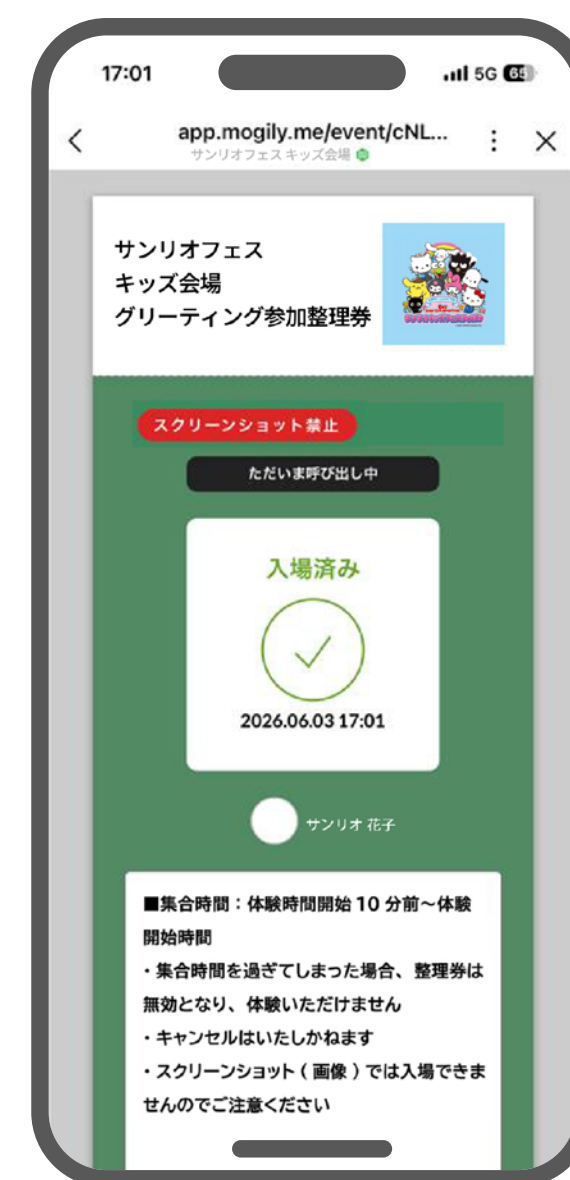 17:01
5G 65
app.mogily.me/event/cNL...
サンリオフェス キッズ会場
サンリオフェス
キッズ会場
グリーティング参加整理券
スクリーンショット禁止
ただいま呼び出し中
入場済み
2026.06.03 17:01
サンリオ 花子
■集合時間：体験時間開始 10 分前～体験
開始時間
・集合時間を過ぎてしまった場合、整理券は
無効となり、体験いただけません
・キャンセルはいたしかねます
・スクリーンショット ( 画像 ) では入場できま
せんのでご注意ください